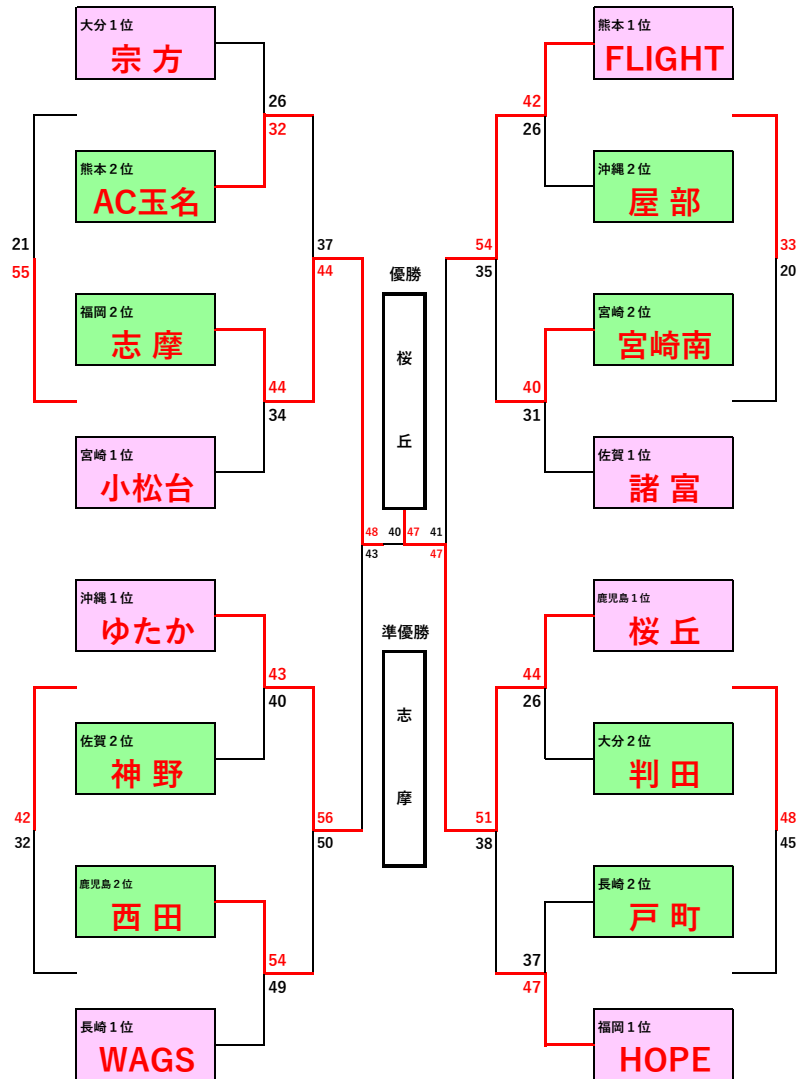 大分１位
宗 方
26
32
熊本２位
AC玉名
21
55
37
44
福岡２位
志 摩
44
34
宮崎１位
小松台
沖縄１位
ゆたか
43
40
佐賀２位
神 野
42
32
56
50
鹿児島２位
西 田
54
49
長崎１位
WAGS
優勝
桜
丘
48
40
47
41
43
47
準優勝
志
摩
熊本１位
FLIGHT
42
26
沖縄２位
屋 部
54
35
33
20
宮崎２位
宮崎南
40
31
佐賀１位
諸 富
鹿児島１位
桜 丘
44
26
大分２位
判 田
51
38
48
45
長崎２位
戸 町
37
47
福岡１位
HOPE